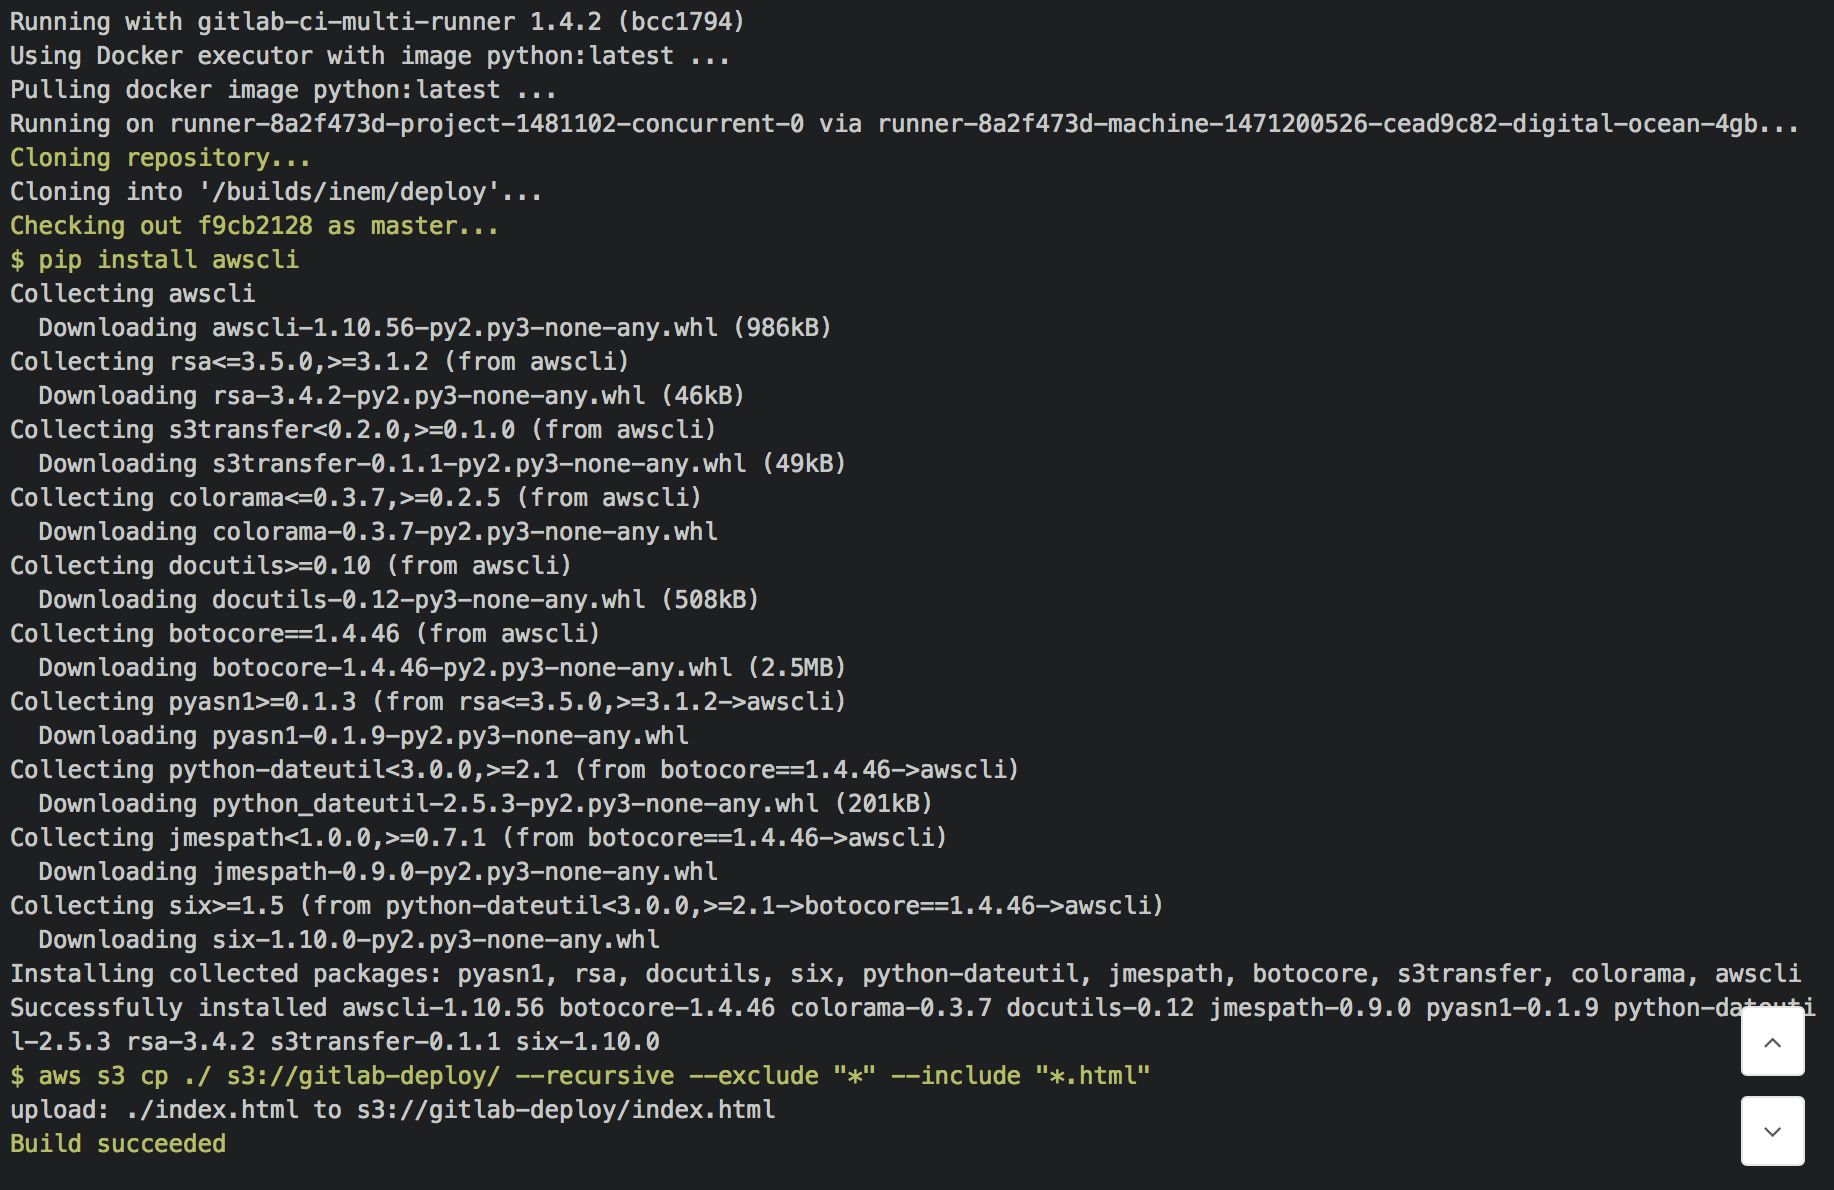 Running with gitlab-ci-multi-runner 1.4.2 (bcc1794)
Using Docker executor with image python:latest ...
Pulling docker image python:latest ...
Running on runner-8a2f473d-project-1481102-concurrent-0 via runner-8a2f473d-machine-1471200526-cead9c82-digital-ocean-4gb...
Cloning repository...
Cloning into '/builds/inem/deploy'...
Checking out f9cb2128 as master...
$ pip install awscli
Collecting awscli
  Downloading awscli-1.10.56-py2.py3-none-any.whl (986kB)
Collecting rsa<=3.5.0,>=3.1.2 (from awscli)
  Downloading rsa-3.4.2-py2.py3-none-any.whl (46kB)
Collecting s3transfer<0.2.0,>=0.1.0 (from awscli)
  Downloading s3transfer-0.1.1-py2.py3-none-any.whl (49kB)
Collecting colorama<=0.3.7,>=0.2.5 (from awscli)
  Downloading colorama-0.3.7-py2.py3-none-any.whl
Collecting docutils>=0.10 (from awscli)
  Downloading docutils-0.12-py3-none-any.whl (508kB)
Collecting botocore==1.4.46 (from awscli)
  Downloading botocore-1.4.46-py2.py3-none-any.whl (2.5MB)
Collecting pyasn1>=0.1.3 (from rsa<=3.5.0,>=3.1.2->awscli)
  Downloading pyasn1-0.1.9-py2.py3-none-any.whl
Collecting python-dateutil<3.0.0,>=2.1 (from botocore==1.4.46->awscli)
  Downloading python_dateutil-2.5.3-py2.py3-none-any.whl (201kB)
Collecting jmespath<1.0.0,>=0.7.1 (from botocore==1.4.46->awscli)
  Downloading jmespath-0.9.0-py2.py3-none-any.whl
Collecting six>=1.5 (from python-dateutil<3.0.0,>=2.1->botocore==1.4.46->awscli)
  Downloading six-1.10.0-py2.py3-none-any.whl
Installing collected packages: pyasn1, rsa, docutils, six, python-dateutil, jmespath, botocore, s3transfer, colorama, awscli
Successfully installed awscli-1.10.56 botocore-1.4.46 colorama-0.3.7 docutils-0.12 jmespath-0.9.0 pyasn1-0.1.9 python-dateuti
l-2.5.3 rsa-3.4.2 s3transfer-0.1.1 six-1.10.0
$ aws s3 cp ./ s3://gitlab-deploy/ --recursive --exclude "*" --include "*.html"
upload: ./index.html to s3://gitlab-deploy/index.html
Build succeeded